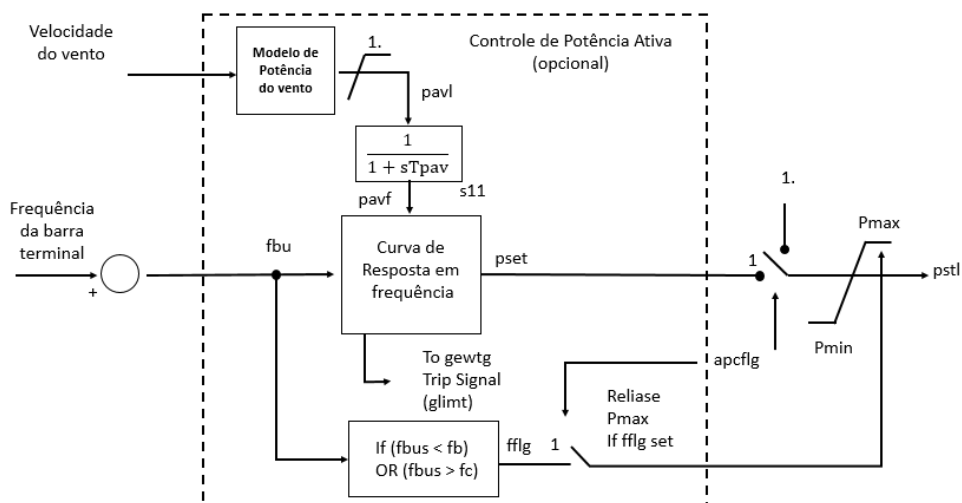 Velocidade
do vento
Modelo de
Potência
do vento
1.
Controle de Potência Ativa
(opcional)
pavl
1
1 + sTpav
s11
pavf
Frequência
da barra
terminal
+
fbu
Curva de
Resposta em
frequência
pset
1.
1
Pmax
pstl
Pmin
apcflg
To gewtg
Trip Signal
(glimt)
Reliase
Pmax
If fflg set
If (fbus < fb)
OR (fbus > fc)
fflg
1